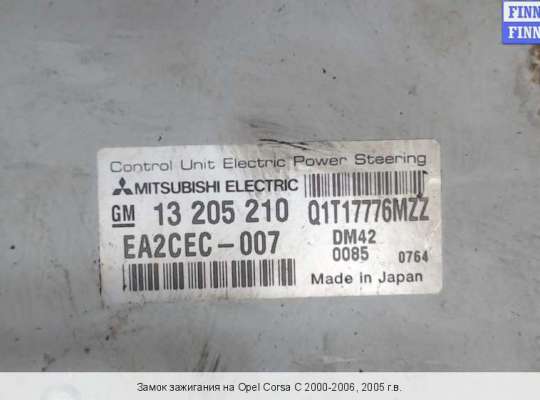 FINN
FINN
Control Unit Electric Power Steering
MITSUBISHI ELECTRIC
GM 13 205 210 Q1T17776MZZ
EA2CEC-007 DM42
0085 0764
Made in Japan
Замок зажигания на Opel Corsa C 2000-2006, 2005 г.в.